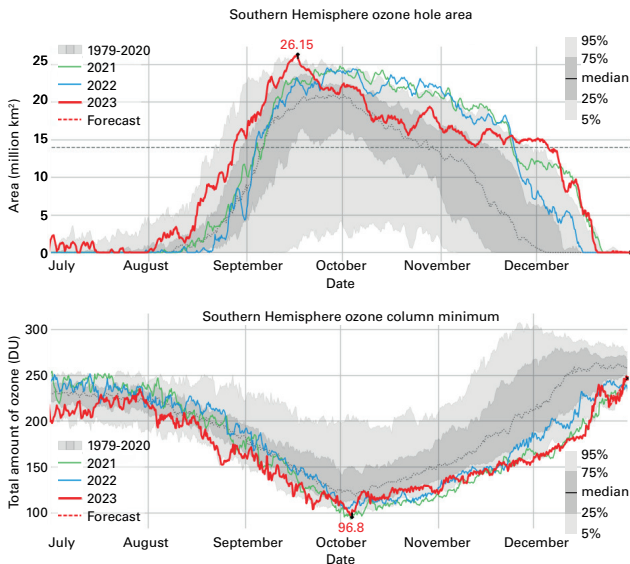 Southern Hemisphere ozone hole area
26.15
1979-2020
2021
2022
2023
Forecast
95%
75%
median
25%
5%
Area (million km²)
25
20
15
10
5
0
July August September October November December
Date
Southern Hemisphere ozone column minimum
Total amount of ozone (DU)
300
250
200
150
100
1979-2020
2021
2022
2023
Forecast
95%
75%
median
25%
5%
96.8
July August September October November December
Date